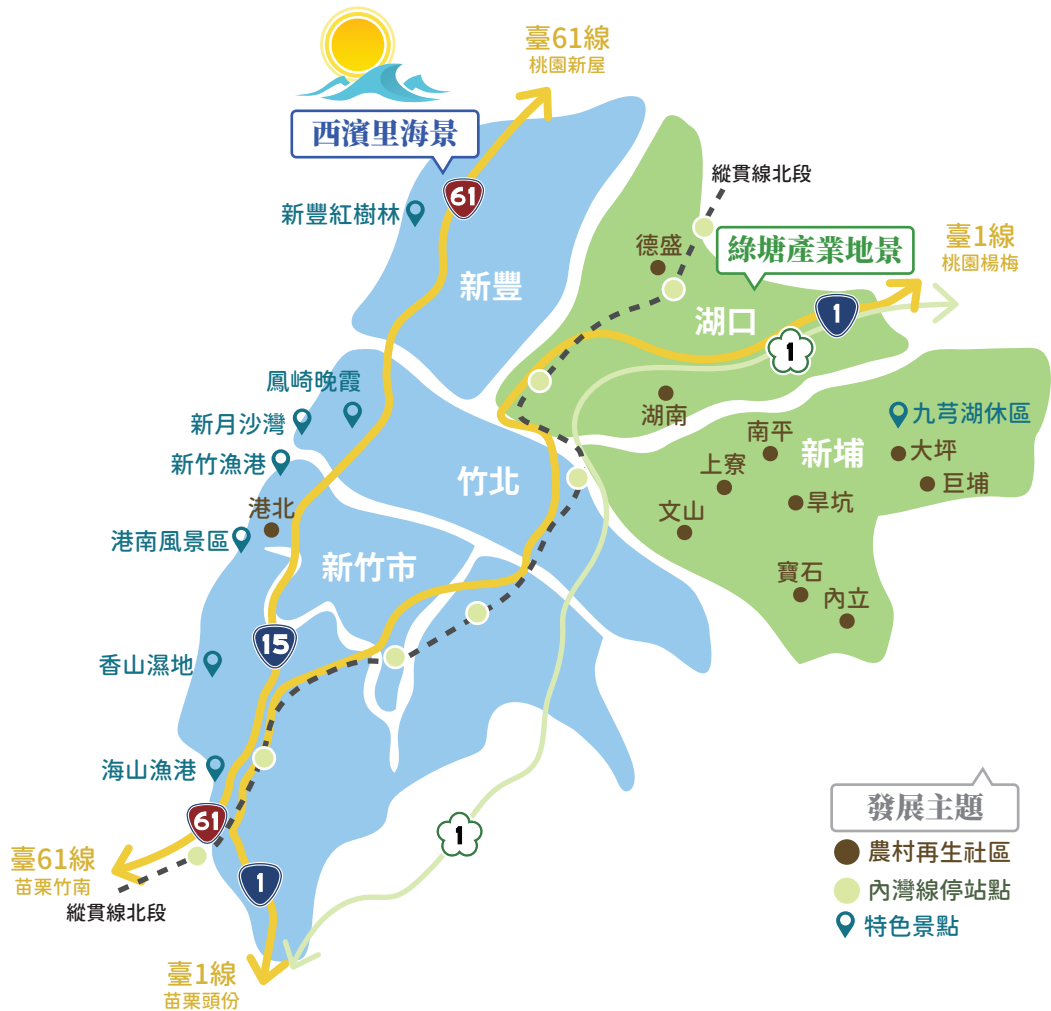 臺61線
桃園新屋
西濱里海景
61
縱貫線北段
新豐紅樹林
臺1線
桃園楊梅
德盛
綠塘產業地景
新豐
湖口
1
1
鳳崎晚霞
新月沙灣
湖南
九芎湖休區
南平
新埔
大坪
新竹漁港
上寮
竹北
巨埔
港北
旱坑
文山
港南風景區
新竹市
寶石
內立
15
香山濕地
海山漁港
61
發展主題
1
臺61線
苗栗竹南
農村再生社區
1
內灣線停站點
縱貫線北段
特色景點
臺1線
苗栗頭份